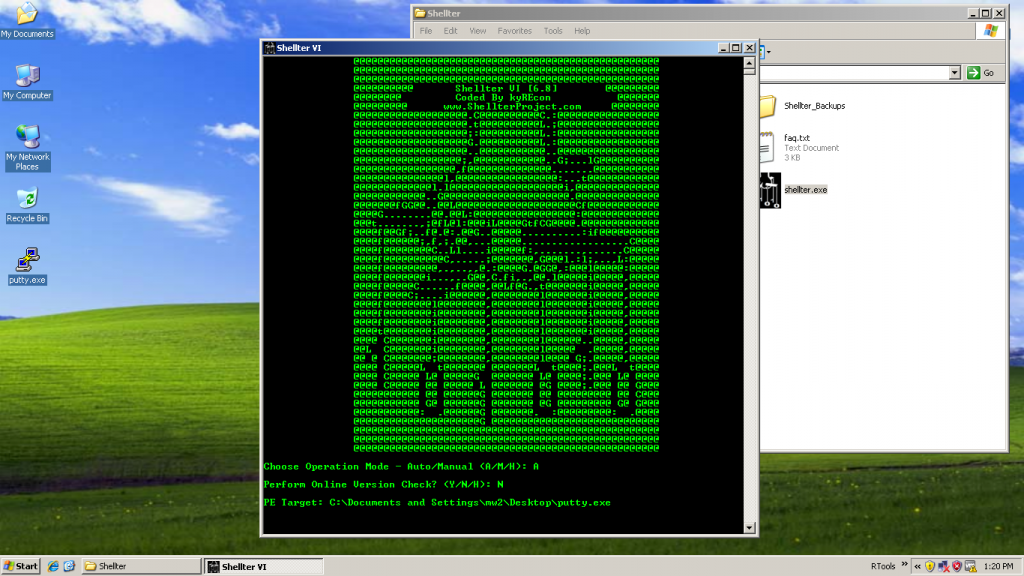 My Documents
My Computer
My Network
Places
Recycle Bin
putty.exe
Shellter
File Edit View Favorites Tools Help
Go
Shellter_Backups
faq.txt
Text Document
3 KB
shellter.exe
Shellter VI
Shellter VI [6.8]
Coded By kyREcon
www.ShellterProject.com
Choose Operation Mode - Auto/Manual (A/M/H): A
Perform Online Version Check? (Y/N/H): N
PE Target: C:\Documents and Settings\mw2\Desktop\putty.exe
Start
Shellter
Shellter VI
RTools » «
1:20 PM